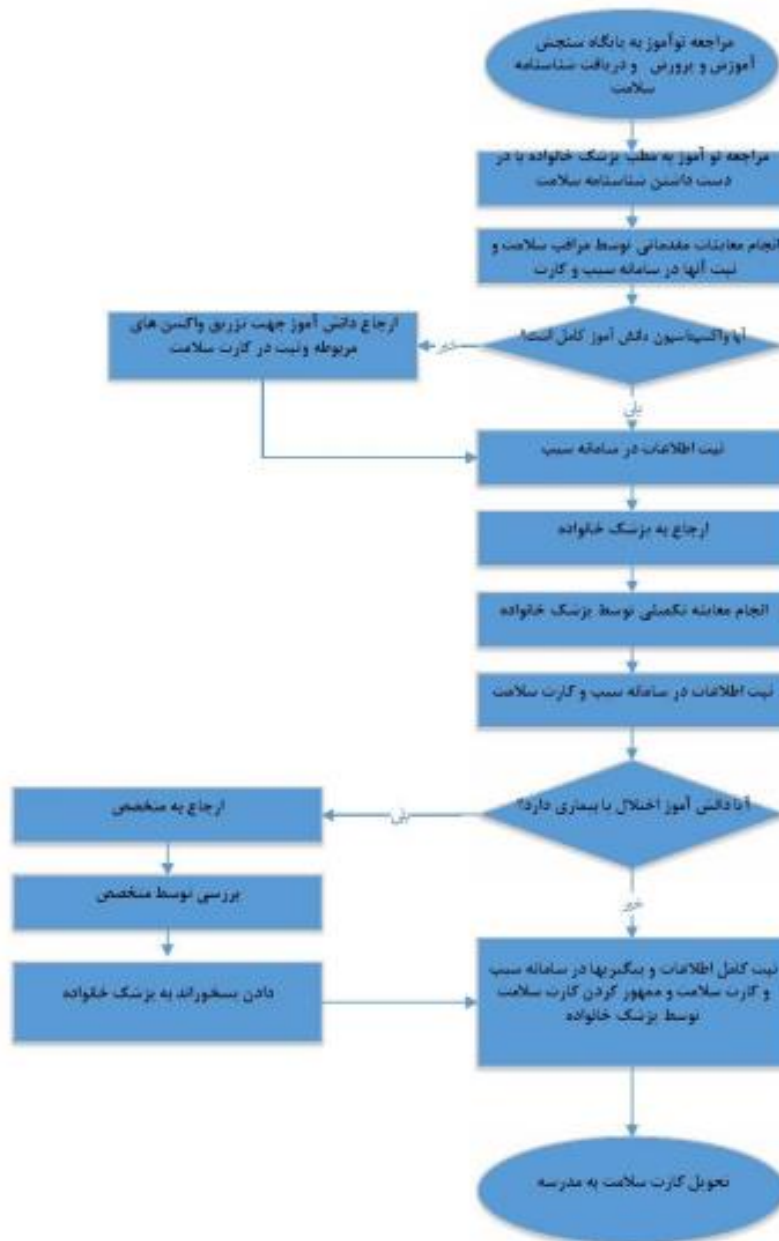 مراجعه نوآموز به پایگاه سنجش
آموزش و پرورش و دریافت شناسنامه
سلامت
مراجعه نو آموز به مطب پزشک خانواده با در
دست داشتن شناسنامه سلامت
انجام معاینات مقدماتی توسط مراقب سلامت و
ثبت آنها در سامانه سیب و کارت
آیا واکسیناسیون دانش آموز کامل است؟
خیر
ارجاع دانش آموز جهت تزریق واکسن های
مربوطه وثبت در کارت سلامت
بلی
ثبت اطلاعات در سامانه سیب
ارجاع به پزشک خانواده
انجام معاینه تکمیلی توسط پزشک خانواده
ثبت اطلاعات در سامانه سیب و کارت سلامت
آیا دانش آموز اختلال یا بیماری دارد؟
بلی
ارجاع به متخصص
بررسی توسط متخصص
دادن پسخوراند به پزشک خانواده
خیر
ثبت کامل اطلاعات و پیگیریها در سامانه سیب
و کارت سلامت و ممهور کردن کارت سلامت
توسط پزشک خانواده
تحویل کارت سلامت به مدرسه